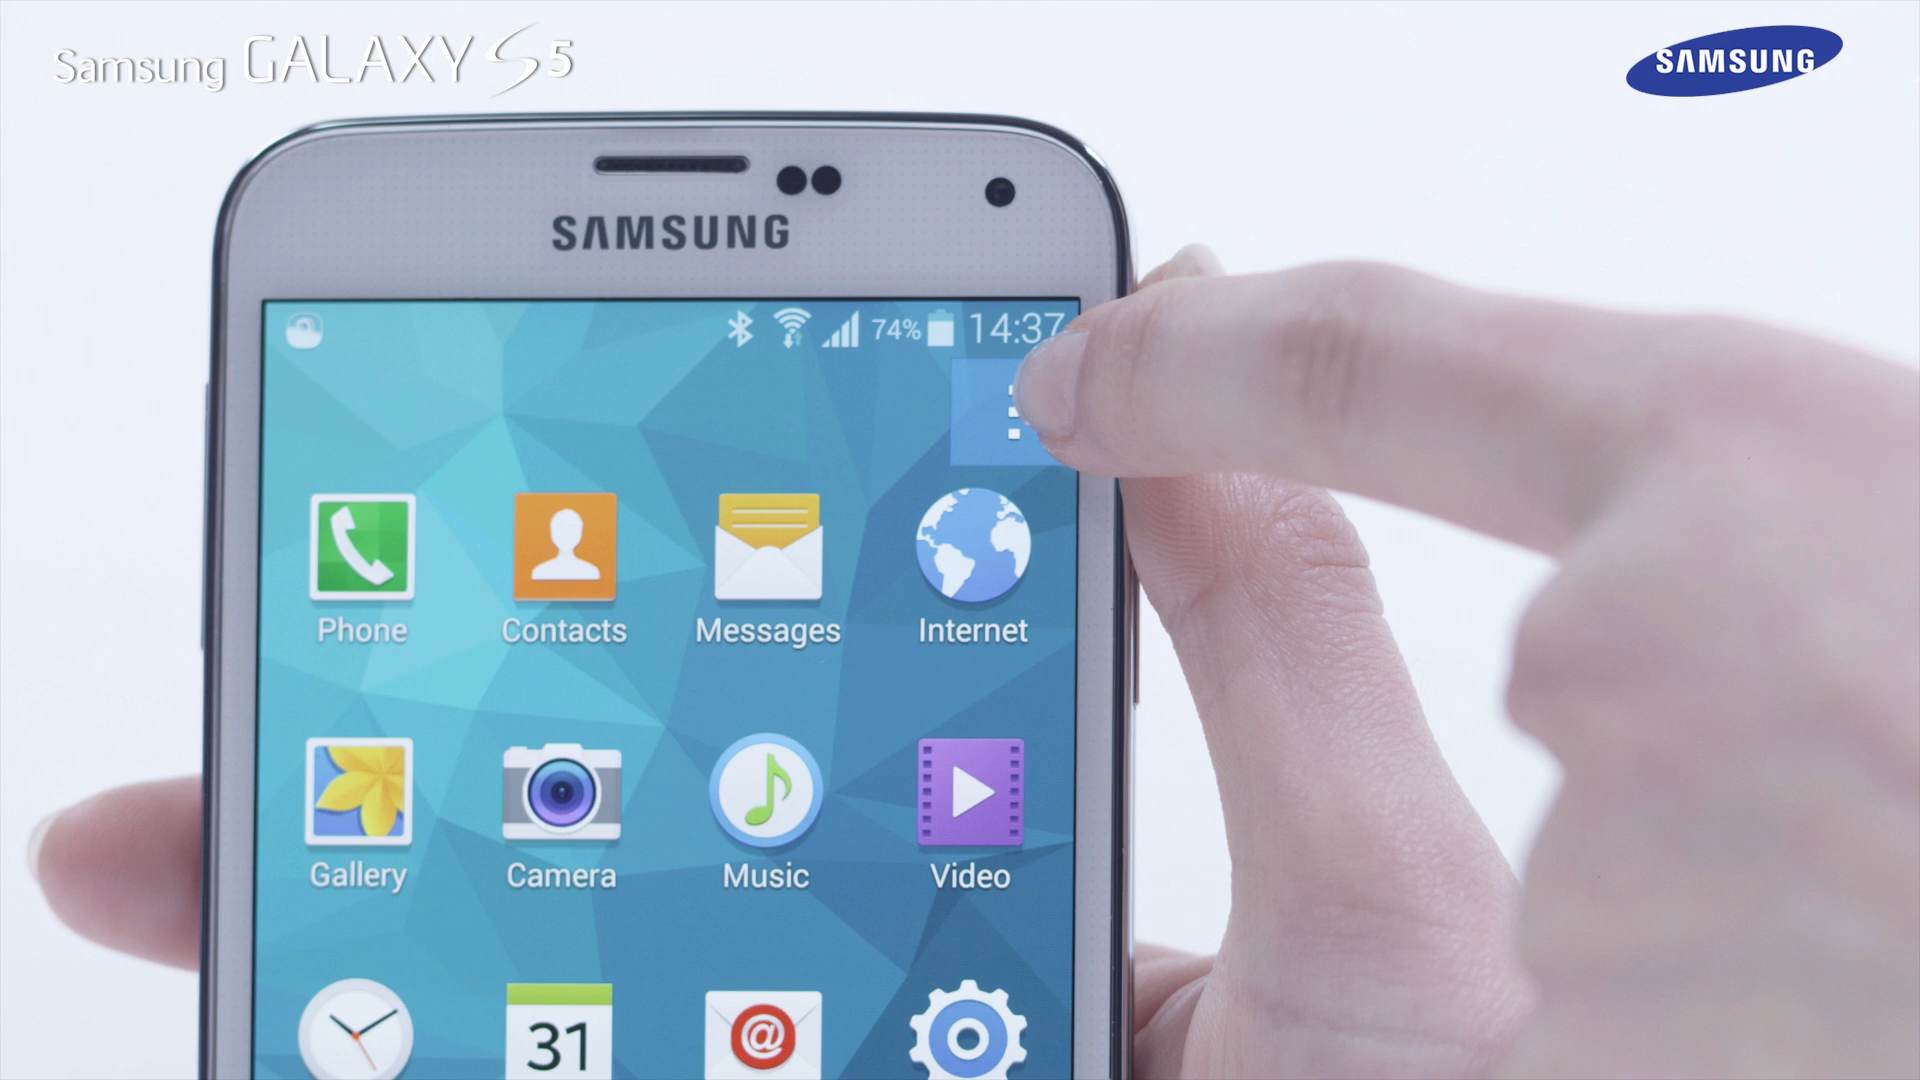 Samsung GALAXY S5
SAMSUNG
SAMSUNG
74% 14:37
Phone Contacts Messages Internet
Gallery Camera Music Video
31 @